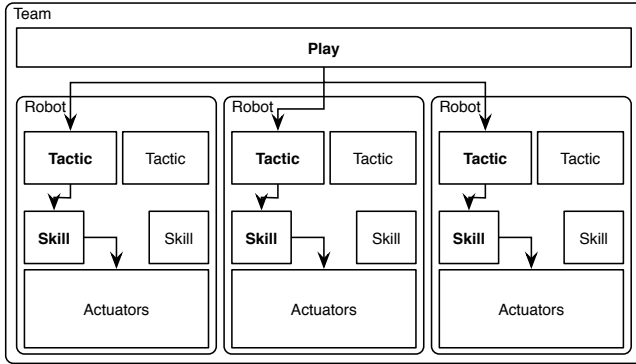 Team
Play
Robot Robot Robot
Tactic Tactic Tactic Tactic Tactic Tactic
Skill Skill Skill Skill Skill Skill
Actuators Actuators Actuators